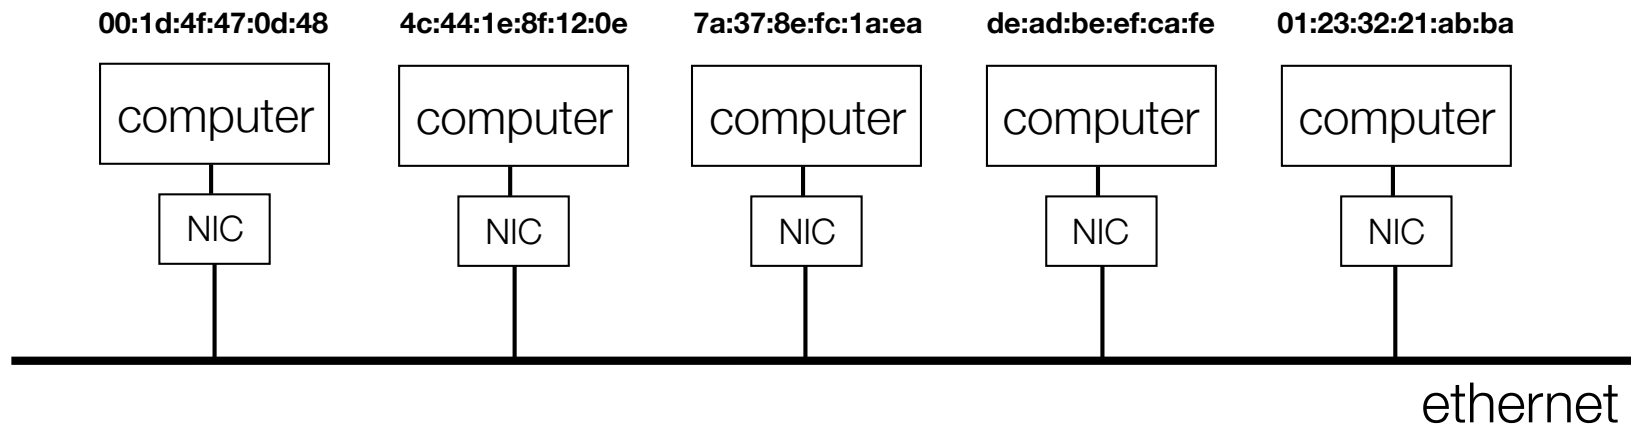 00:1d:4f:47:0d:48 4c:44:1e:8f:12:0e 7a:37:8e:fc:1a:ea de:ad:be:ef:ca:fe 01:23:32:21:ab:ba
computer computer computer computer computer
NIC NIC NIC NIC NIC
ethernet